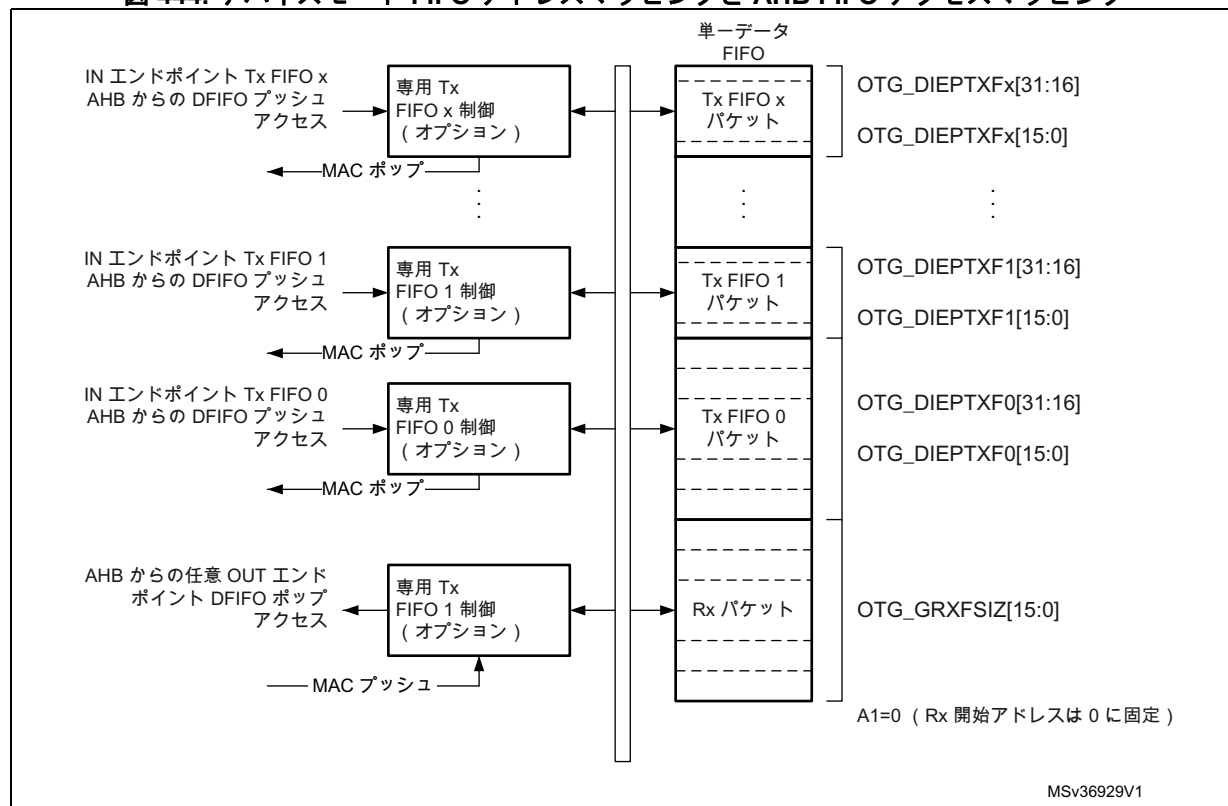 単一データ
FIFO
IN エンドポイント Tx FIFO x
AHB からの DFIFO プッシュ
アクセス
専用 Tx
FIFO x 制御
( オプション )
Tx FIFO x
パケット
OTG_DIEPTXFx[31:16]
OTG_DIEPTXFx[15:0]
MAC ポップ
IN エンドポイント Tx FIFO 1
AHB からの DFIFO プッシュ
アクセス
専用 Tx
FIFO 1 制御
( オプション )
Tx FIFO 1
パケット
OTG_DIEPTXF1[31:16]
OTG_DIEPTXF1[15:0]
MAC ポップ
IN エンドポイント Tx FIFO 0
AHB からの DFIFO プッシュ
アクセス
専用 Tx
FIFO 0 制御
( オプション )
Tx FIFO 0
パケット
OTG_DIEPTXF0[31:16]
OTG_DIEPTXF0[15:0]
MAC ポップ
AHB からの任意 OUT エンド
ポイント DFIFO ポップ
アクセス
専用 Tx
FIFO 1 制御
( オプション )
Rx パケット
OTG_GRXFSIZ[15:0]
MAC プッシュ
A1=0 ( Rx 開始アドレスは 0 に固定 )
MSv36929V1